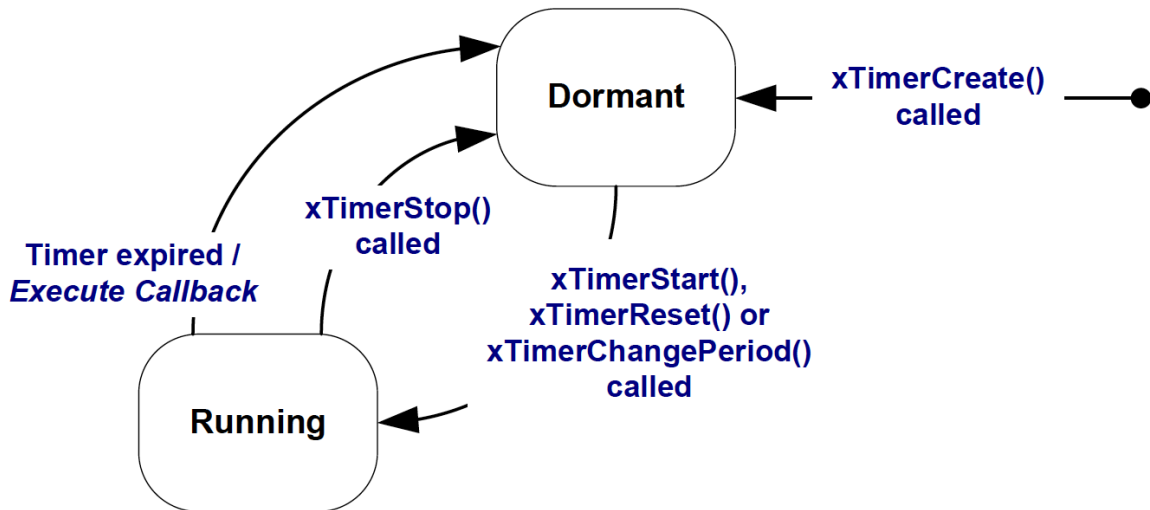 Dormant
xTimerCreate()
called
xTimerStop()
called
Timer expired /
Execute Callback
xTimerStart(),
xTimerReset() or
xTimerChangePeriod()
called
Running